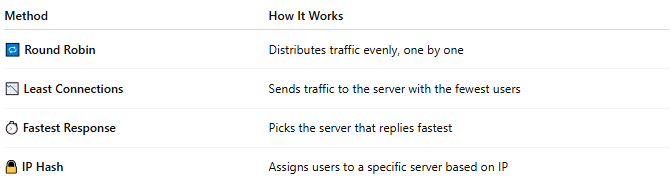 Method How It Works
Round Robin Distributes traffic evenly, one by one
Least Connections Sends traffic to the server with the fewest users
Fastest Response Picks the server that replies fastest
IP Hash Assigns users to a specific server based on IP